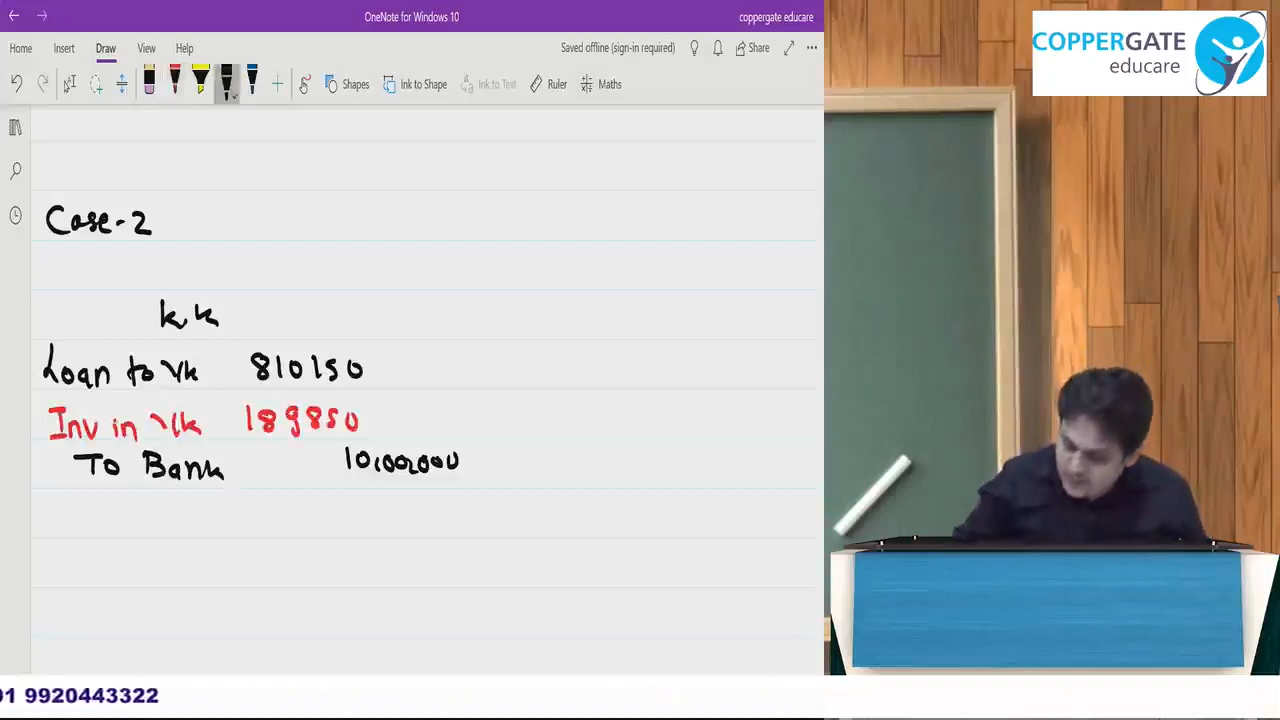 OneNote for Windows 10
coppergate educare
Home Insert Draw View Help
Saved offline (sign-in required)
Share
Shapes
Ink to Shape
Ink to Text
Ruler
Maths
COPPERGATE
educare
Case-2
KK
Loan to Vk 810150
Inv in Vk 189850
To Bank 10,00,000
01 9920443322